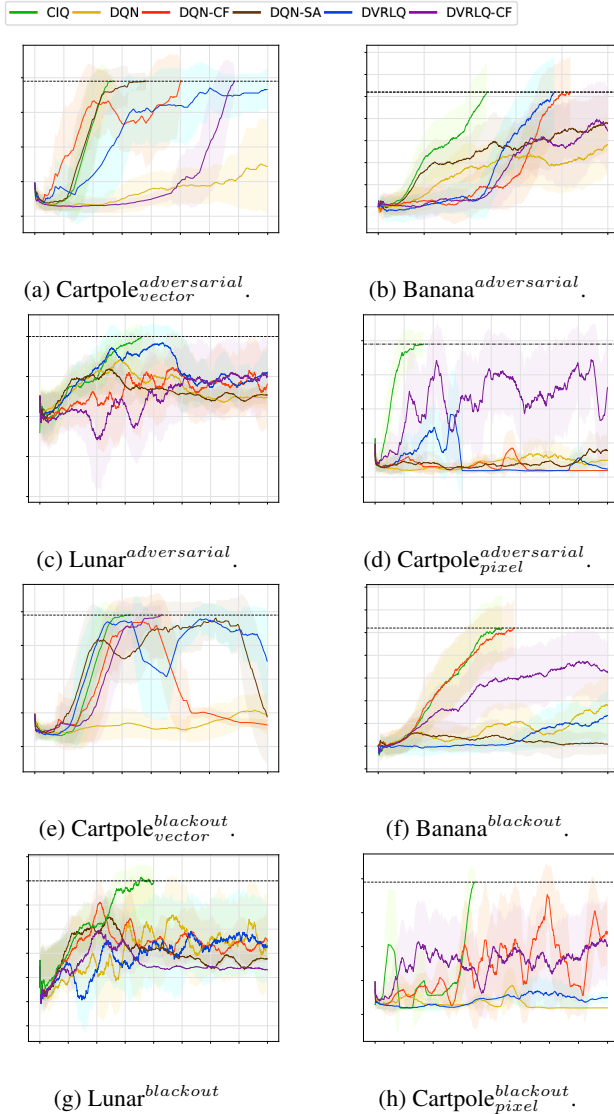 CIQ DQN DQN-CF DQN-SA DVRLQ DVRLQ-CF
(a) Cartpole^{adversarial}_{vector}. (b) Banana^{adversarial}.
(c) Lunar^{adversarial}. (d) Cartpole^{adversarial}_{pixel}.
(e) Cartpole^{blackout}_{vector}. (f) Banana^{blackout}.
(g) Lunar^{blackout} (h) Cartpole^{blackout}_{pixel}.